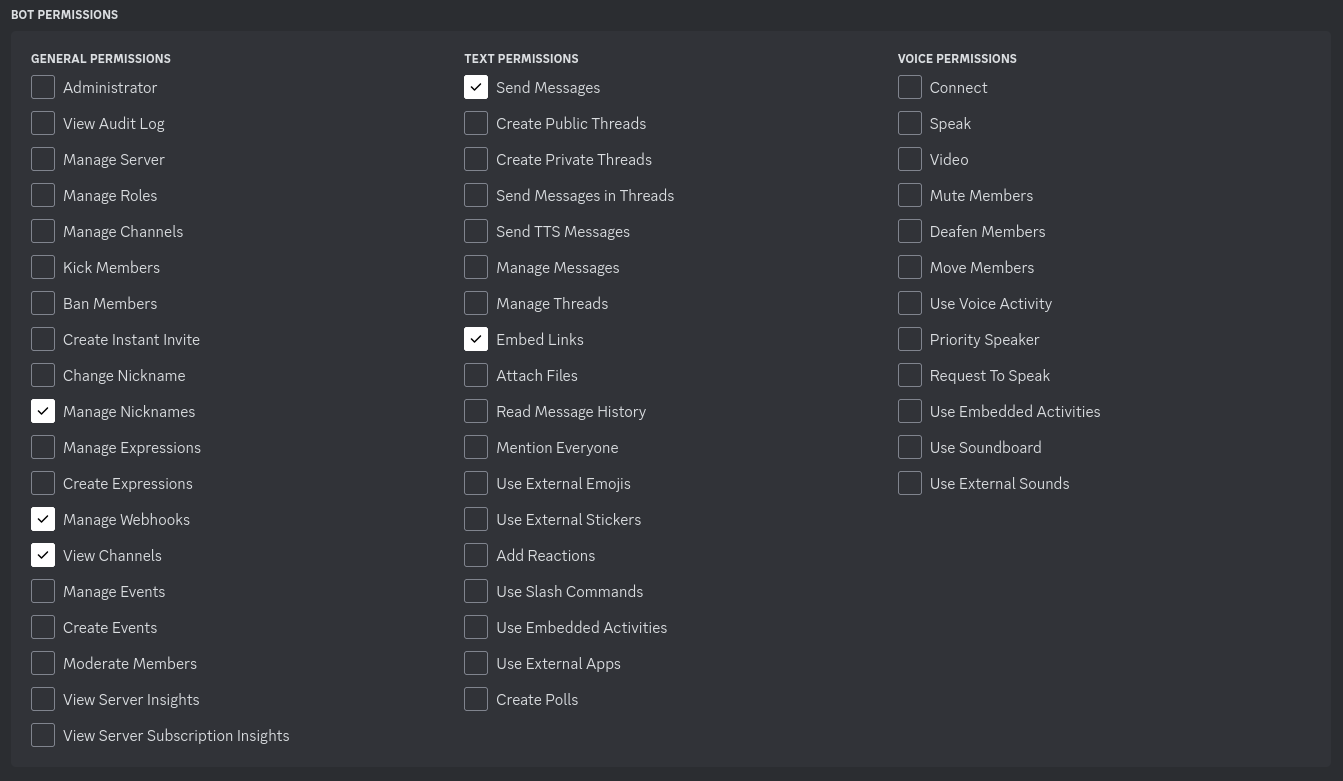 BOT PERMISSIONS
GENERAL PERMISSIONS
Administrator
View Audit Log
Manage Server
Manage Roles
Manage Channels
Kick Members
Ban Members
Create Instant Invite
Change Nickname
Manage Nicknames
Manage Expressions
Create Expressions
Manage Webhooks
View Channels
Manage Events
Create Events
Moderate Members
View Server Insights
View Server Subscription Insights
TEXT PERMISSIONS
Send Messages
Create Public Threads
Create Private Threads
Send Messages in Threads
Send TTS Messages
Manage Messages
Manage Threads
Embed Links
Attach Files
Read Message History
Mention Everyone
Use External Emojis
Use External Stickers
Add Reactions
Use Slash Commands
Use Embedded Activities
Use External Apps
Create Polls
VOICE PERMISSIONS
Connect
Speak
Video
Mute Members
Deafen Members
Move Members
Use Voice Activity
Priority Speaker
Request To Speak
Use Embedded Activities
Use Soundboard
Use External Sounds